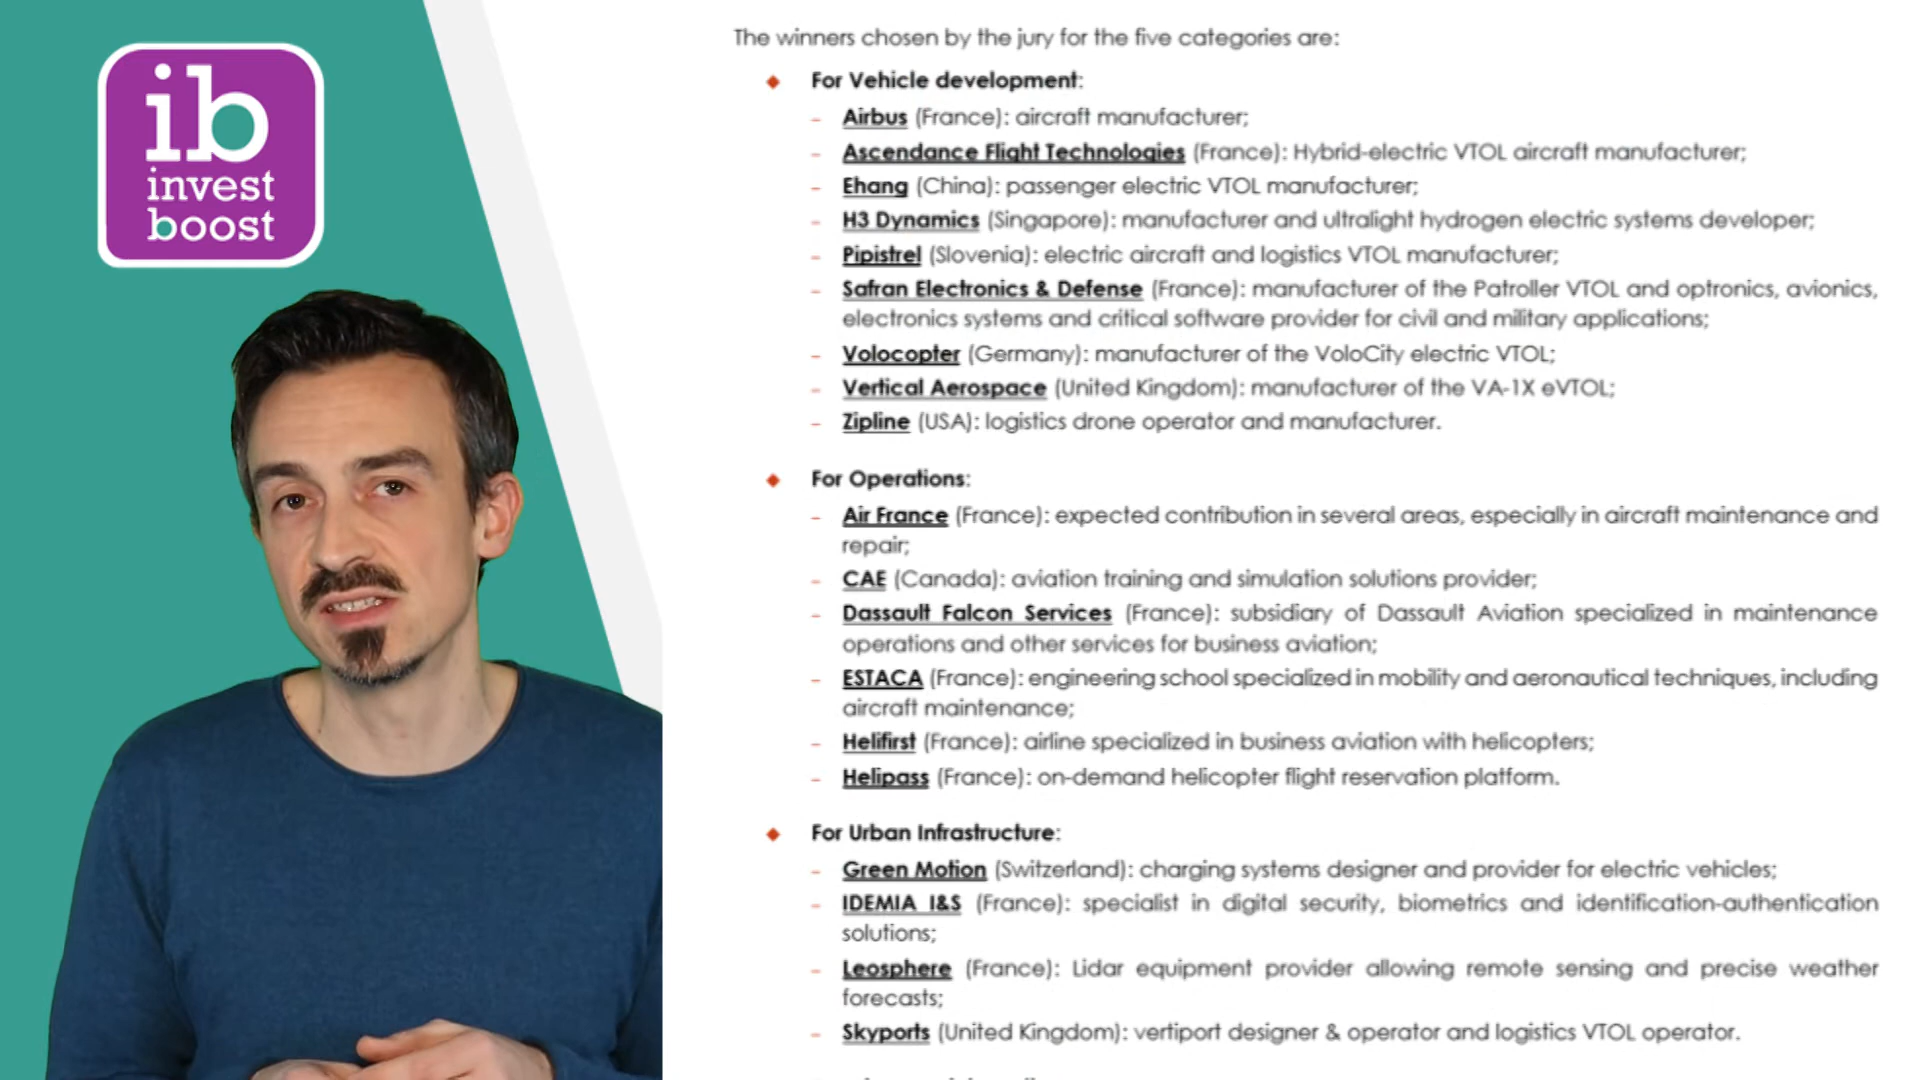 ib
invest
boost
The winners chosen by the jury for the five categories are:
For Vehicle development:
- Airbus (France): aircraft manufacturer;
- Ascendance Flight Technologies (France): Hybrid-electric VTOL aircraft manufacturer;
- Ehang (China): passenger electric VTOL manufacturer;
- H3 Dynamics (Singapore): manufacturer and ultralight hydrogen electric systems developer;
- Pipistrel (Slovenia): electric aircraft and logistics VTOL manufacturer;
- Safran Electronics & Defense (France): manufacturer of the Patroller VTOL and optronics, avionics,
electronics systems and critical software provider for civil and military applications;
- Volocopter (Germany): manufacturer of the VoloCity electric VTOL;
- Vertical Aerospace (United Kingdom): manufacturer of the VA-1X eVTOL;
- Zipline (USA): logistics drone operator and manufacturer.
For Operations:
- Air France (France): expected contribution in several areas, especially in aircraft maintenance and
repair;
- CAE (Canada): aviation training and simulation solutions provider;
- Dassault Falcon Services (France): subsidiary of Dassault Aviation specialized in maintenance
operations and other services for business aviation;
- ESTACA (France): engineering school specialized in mobility and aeronautical techniques, including
aircraft maintenance;
- Helifirst (France): airline specialized in business aviation with helicopters;
- Helipass (France): on-demand helicopter flight reservation platform.
For Urban Infrastructure:
- Green Motion (Switzerland): charging systems designer and provider for electric vehicles;
- IDEMIA I&S (France): specialist in digital security, biometrics and identification-authentication
solutions;
- Leosphere (France): Lidar equipment provider allowing remote sensing and precise weather
forecasts;
- Skyports (United Kingdom): vertiport designer & operator and logistics VTOL operator.